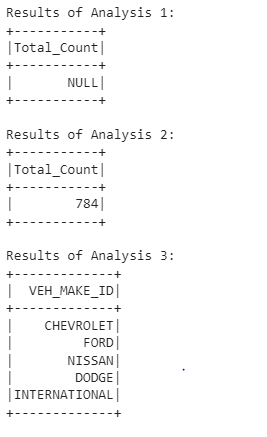 Results of Analysis 1:
+-----------+
|Total_Count|
+-----------+
|       NULL|
+-----------+

Results of Analysis 2:
+-----------+
|Total_Count|
+-----------+
|        784|
+-----------+

Results of Analysis 3:
+-------------+
|  VEH_MAKE_ID|
+-------------+
|    CHEVROLET|
|         FORD|
|       NISSAN|
|        DODGE|
|INTERNATIONAL|
+-------------+